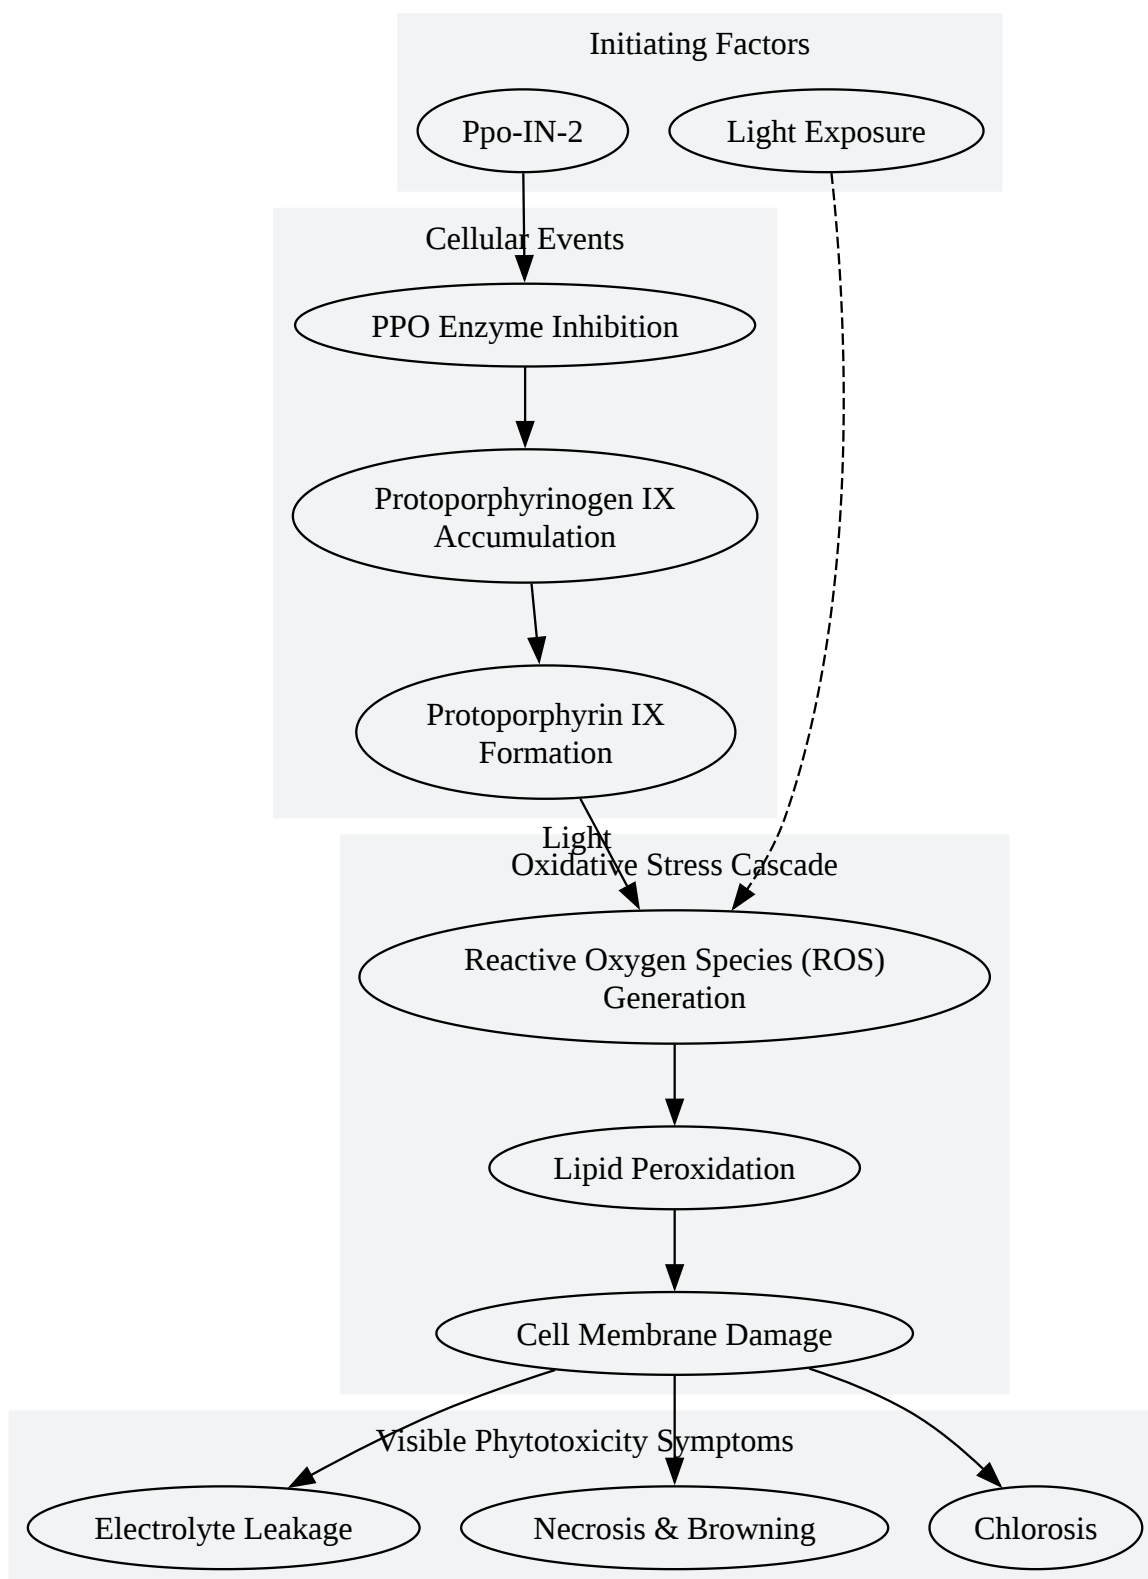 Initiating Factors
Ppo-IN-2
Light Exposure
Cellular Events
PPO Enzyme Inhibition
Protoporphyrinogen IX
Accumulation
Protoporphyrin IX
Formation
Light
Oxidative Stress Cascade
Reactive Oxygen Species (ROS)
Generation
Lipid Peroxidation
Cell Membrane Damage
Visible Phytotoxicity Symptoms
Electrolyte Leakage
Necrosis & Browning
Chlorosis